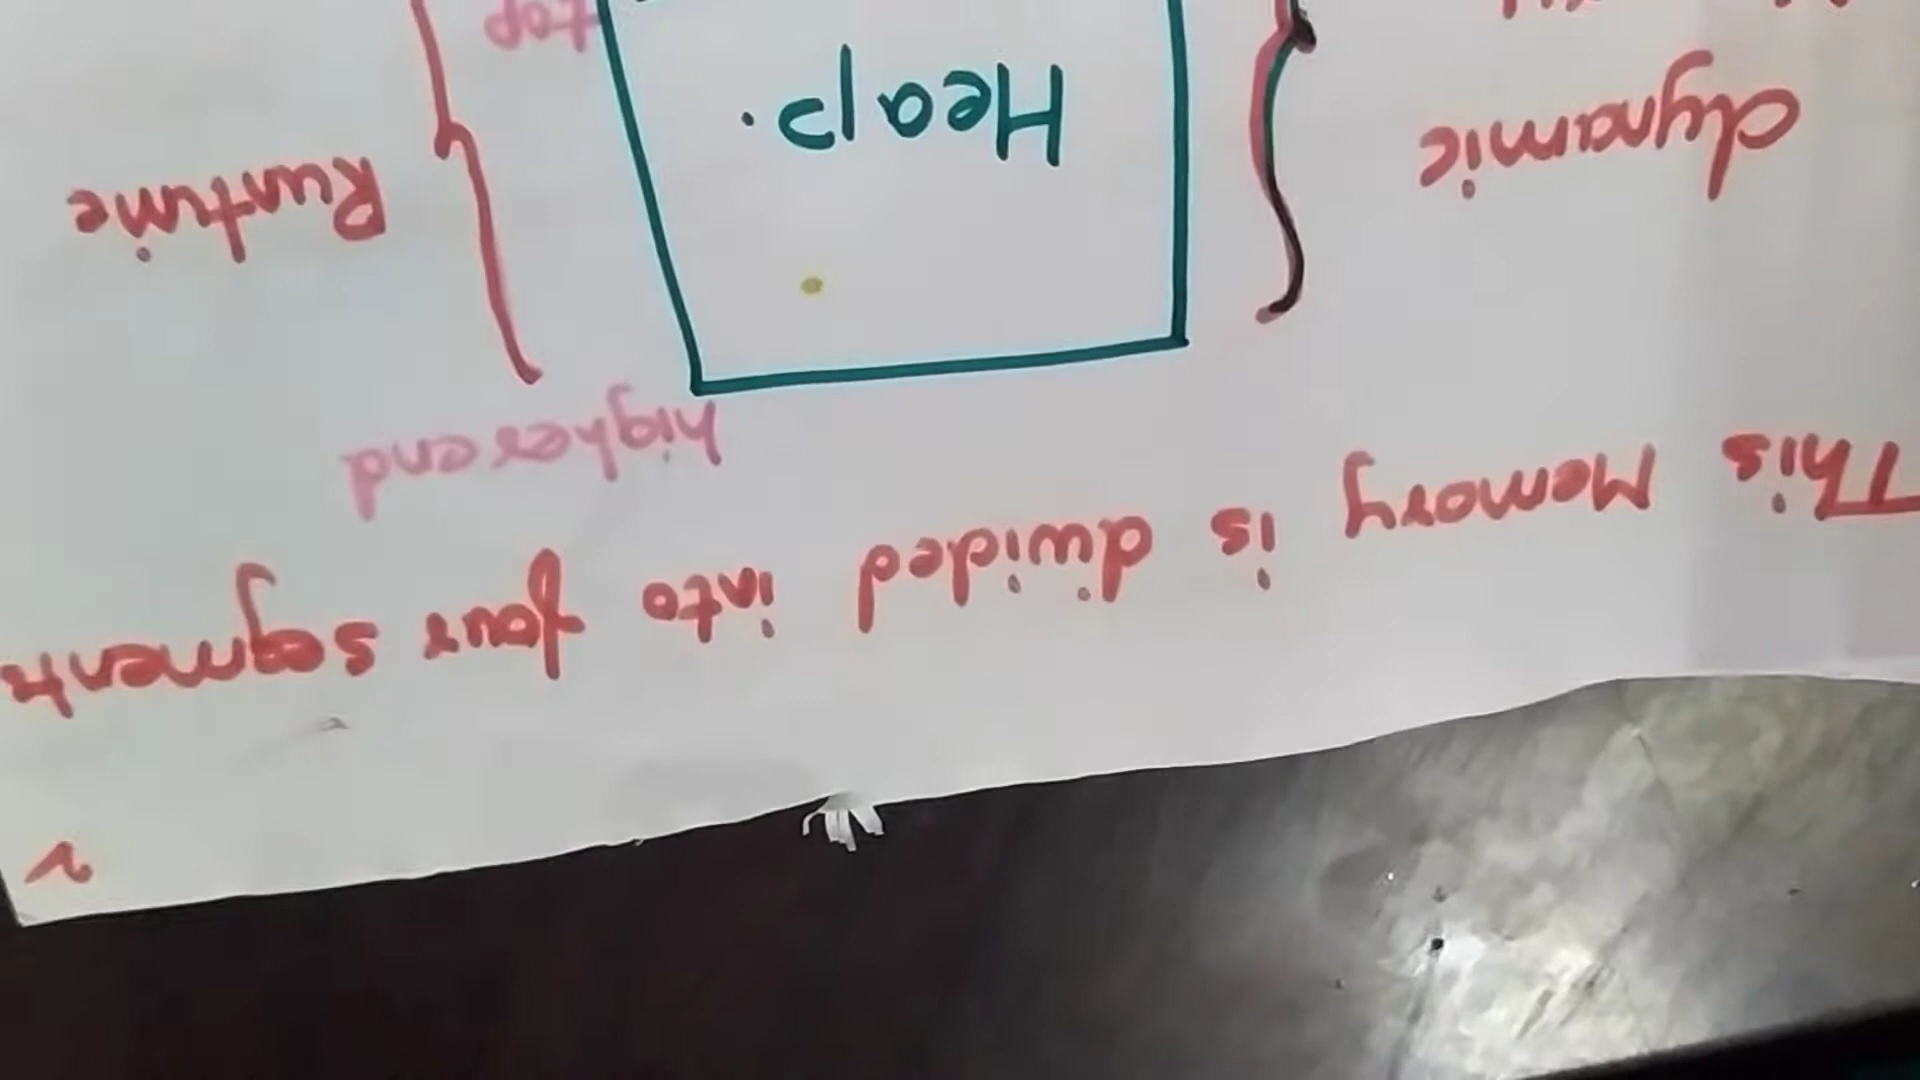 This Memory is divided into four segments
higher end
dynamic
Heap.
Runtime
top